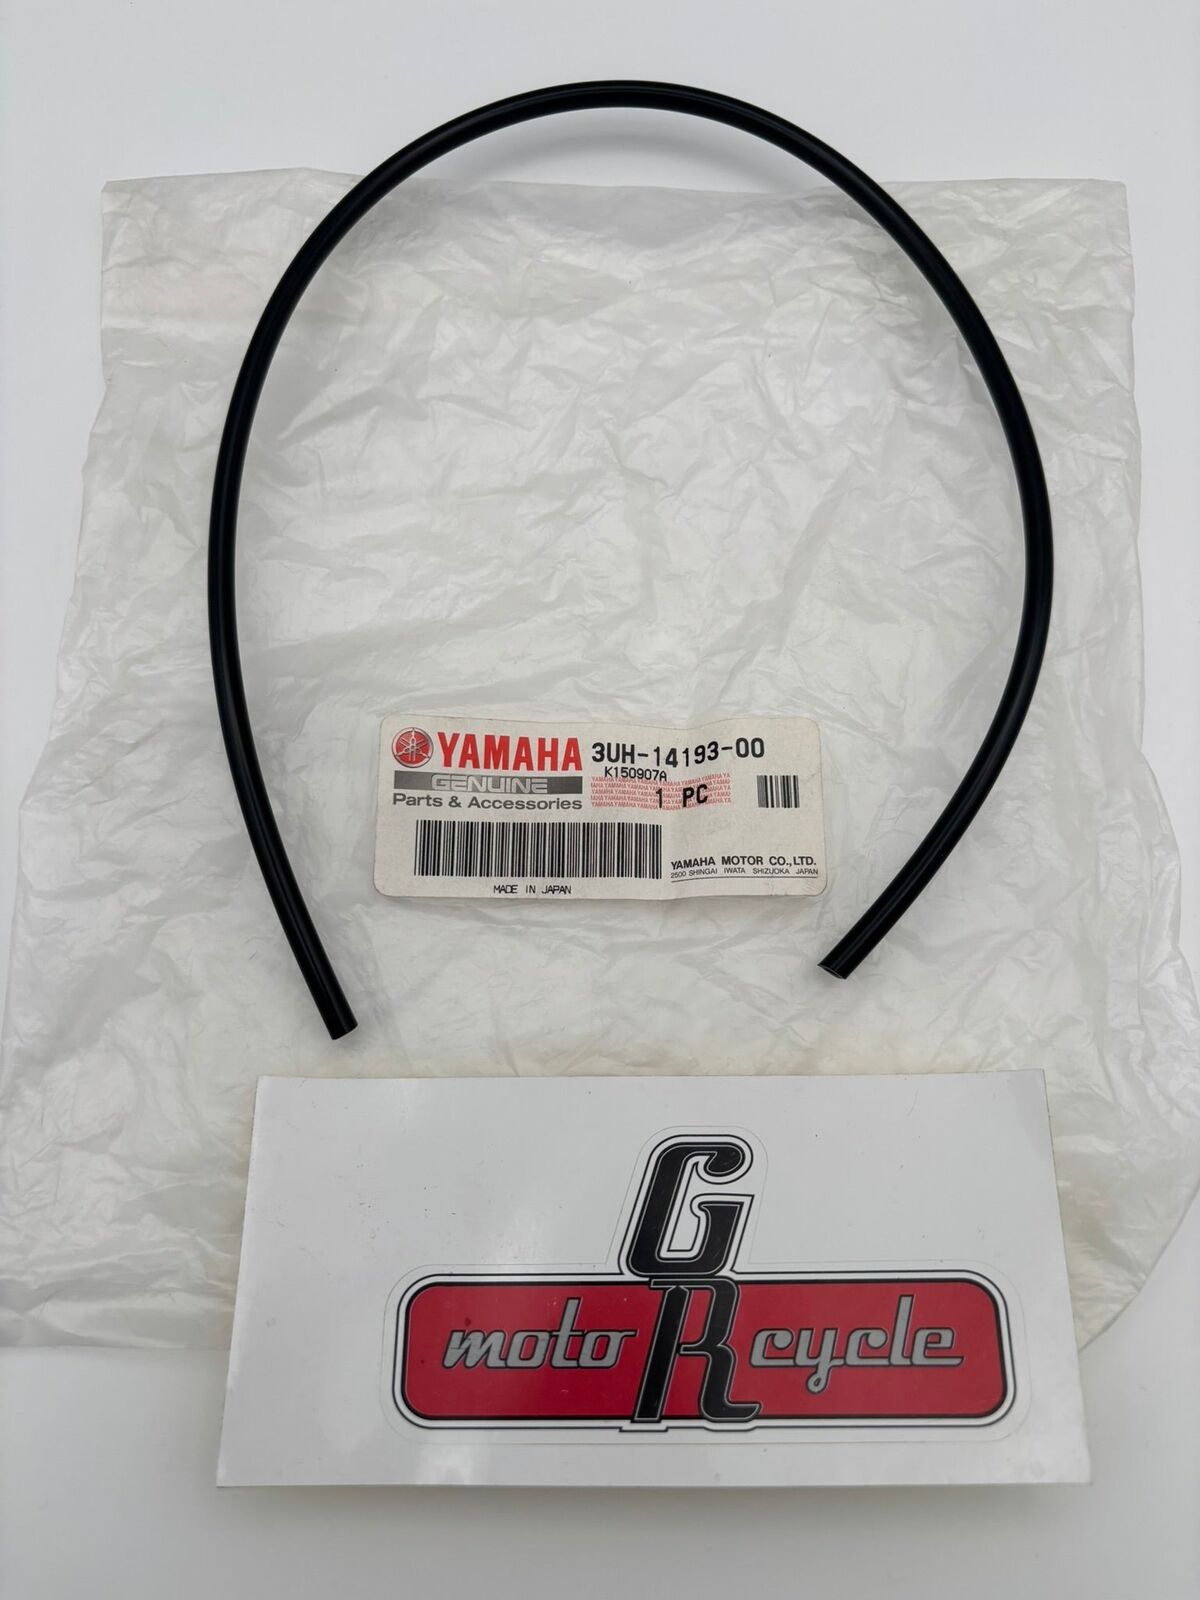 YAMAHA 3UH-14193-00
GENUINE K150907A
Parts & Accessories 1 PC
YAMAHA MOTOR CO.,LTD.
2500 SHINGAI IWATA SHIZUOKA JAPAN
MADE IN JAPAN
G
moto R cycle